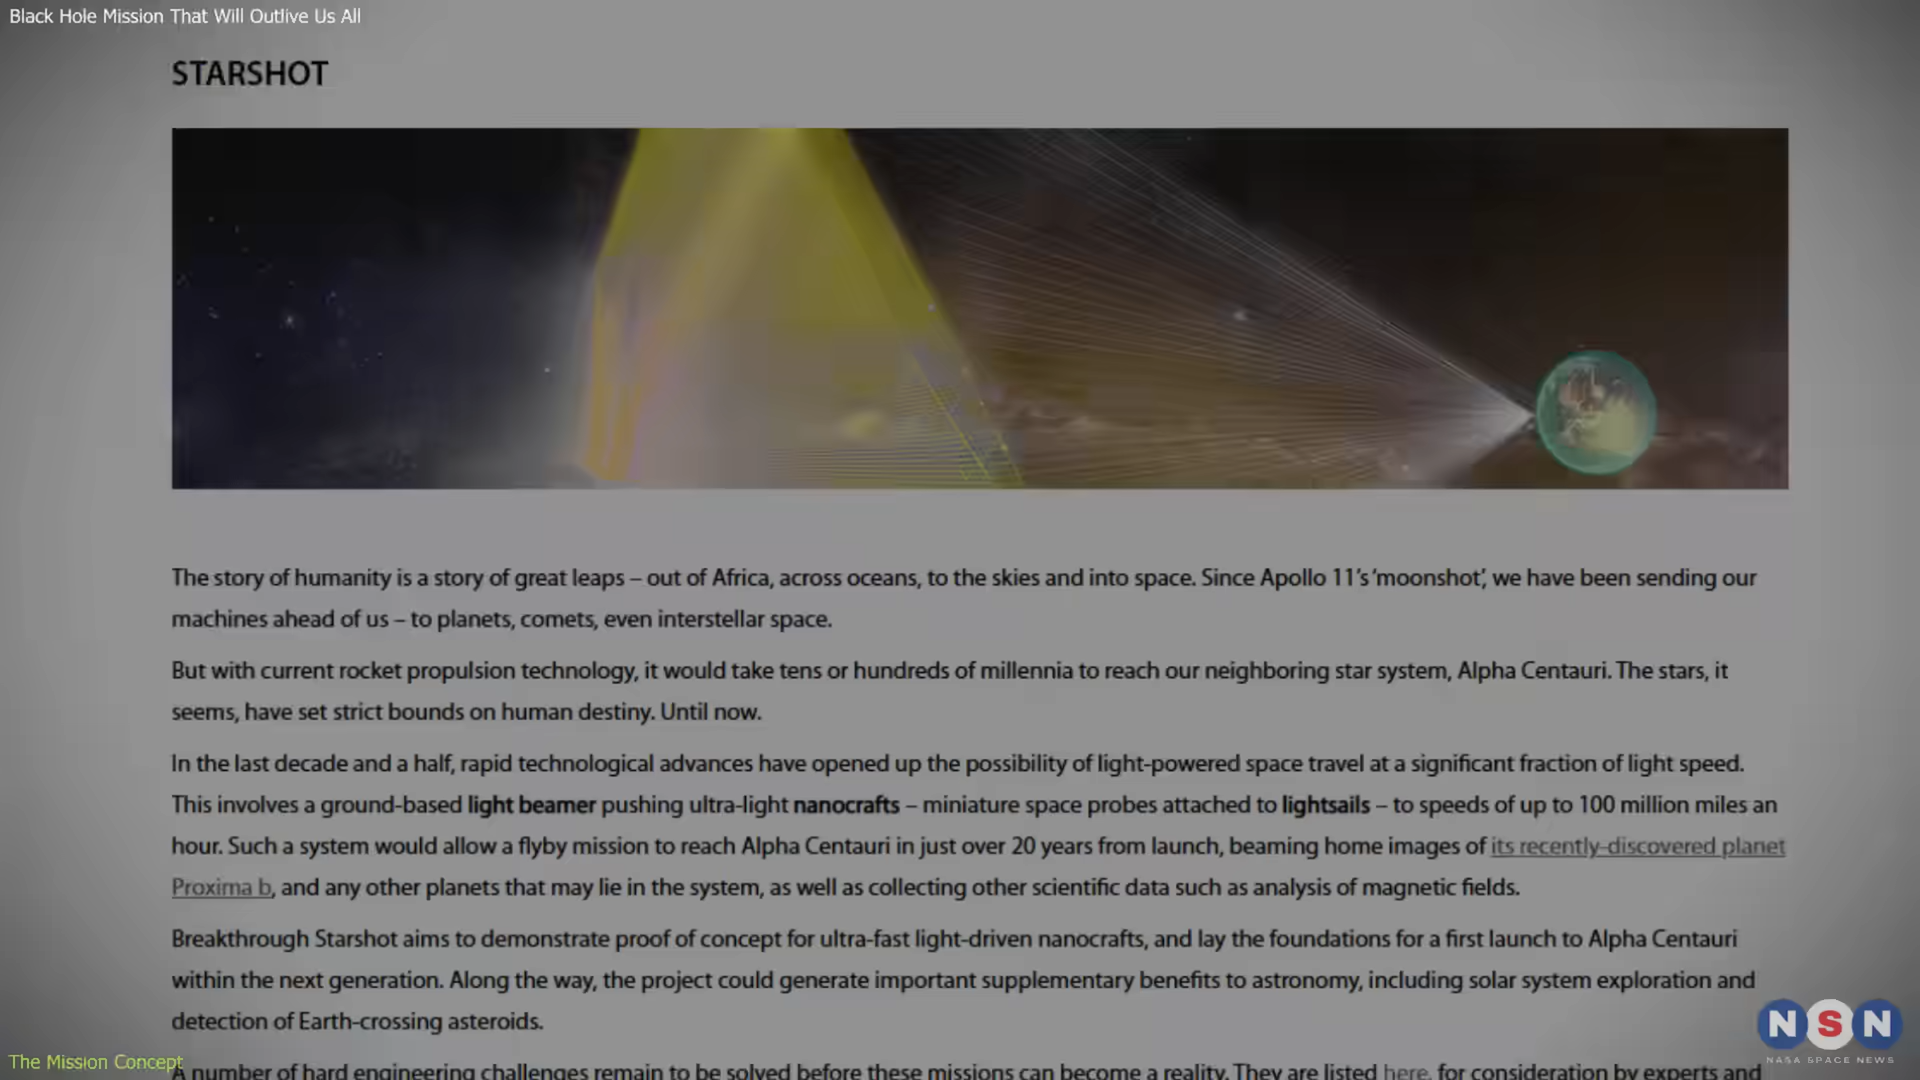 Black Hole Mission That Will Outlive Us All
STARSHOT
The story of humanity is a story of great leaps – out of Africa, across oceans, to the skies and into space. Since Apollo 11’s ‘moonshot’, we have been sending our
machines ahead of us – to planets, comets, even interstellar space.
But with current rocket propulsion technology, it would take tens or hundreds of millennia to reach our neighboring star system, Alpha Centauri. The stars, it
seems, have set strict bounds on human destiny. Until now.
In the last decade and a half, rapid technological advances have opened up the possibility of light-powered space travel at a significant fraction of light speed.
This involves a ground-based light beamer pushing ultra-light nanocrafts – miniature space probes attached to lightsails – to speeds of up to 100 million miles an
hour. Such a system would allow a flyby mission to reach Alpha Centauri in just over 20 years from launch, beaming home images of its recently-discovered planet
Proxima b, and any other planets that may lie in the system, as well as collecting other scientific data such as analysis of magnetic fields.
Breakthrough Starshot aims to demonstrate proof of concept for ultra-fast light-driven nanocrafts, and lay the foundations for a first launch to Alpha Centauri
within the next generation. Along the way, the project could generate important supplementary benefits to astronomy, including solar system exploration and
detection of Earth-crossing asteroids.
A number of hard engineering challenges remain to be solved before these missions can become a reality. They are listed here, for consideration by experts and
The Mission Concept
NSN
NASA SPACE NEWS